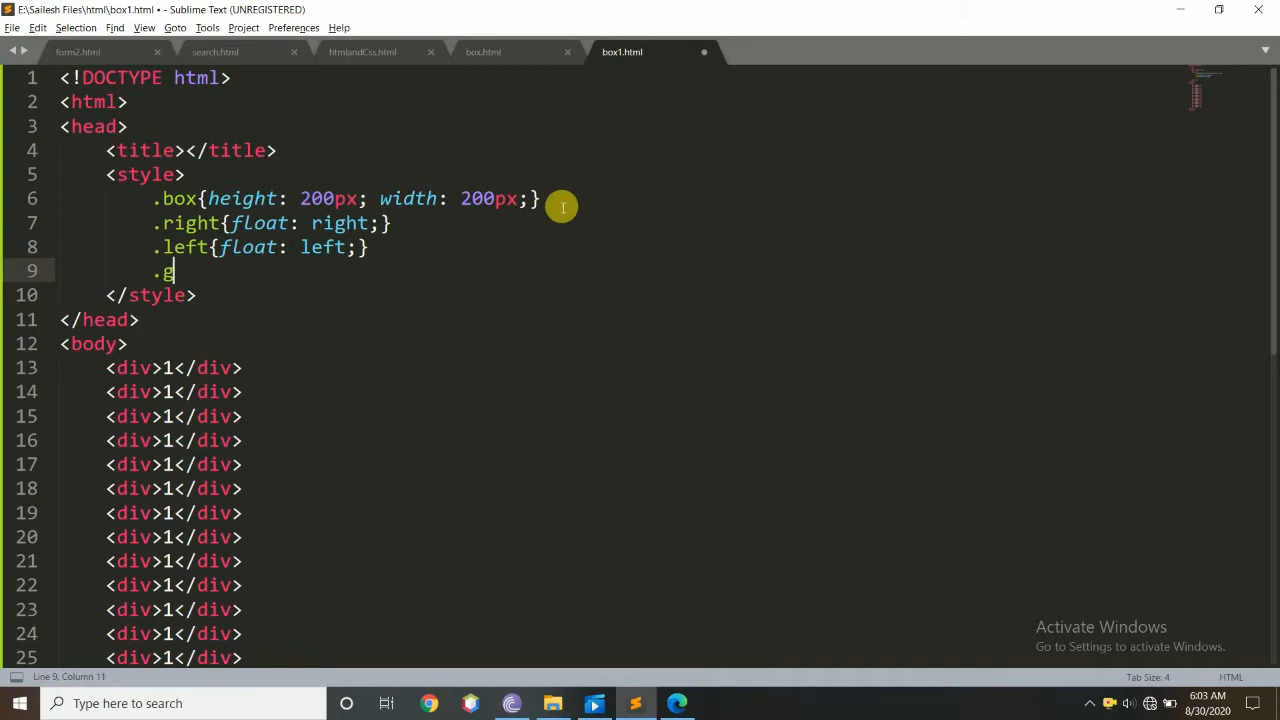 E:\Sailesh Files\html\box1.html • - Sublime Text (UNREGISTERED)
File Edit Selection Find View Goto Tools Project Preferences Help
form2.html search.html htmlandCss.html box.html box1.html
1 <!DOCTYPE html>
2 <html>
3 <head>
4 <title></title>
5 <style>
6 .box{height: 200px; width: 200px;}
7 .right{float: right;}
8 .left{float: left;}
9 .g
10 </style>
11 </head>
12 <body>
13 <div>1</div>
14 <div>1</div>
15 <div>1</div>
16 <div>1</div>
17 <div>1</div>
18 <div>1</div>
19 <div>1</div>
20 <div>1</div>
21 <div>1</div>
22 <div>1</div>
23 <div>1</div>
24 <div>1</div>
25 <div>1</div>
Activate Windows
Go to Settings to activate Windows.
Line 9, Column 11 Tab Size: 4 HTML
Type here to search
6:03 AM
8/30/2020